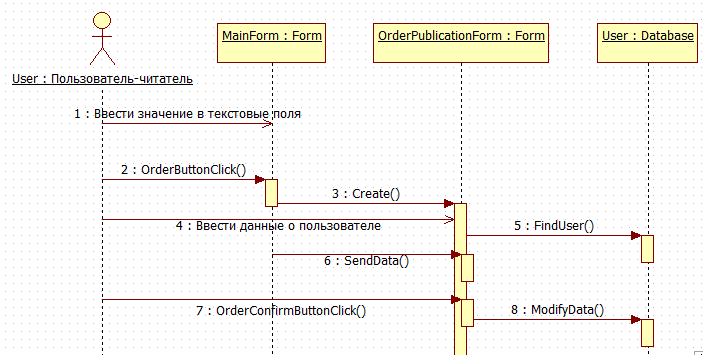 MainForm : Form
OrderPublicationForm : Form
User : Database
User : Пользователь-читатель
1 : Ввести значение в текстовые поля
2 : OrderButtonClick()
3 : Create()
4 : Ввести данные о пользователе
5 : FindUser()
6 : SendData()
7 : OrderConfirmButtonClick()
8 : ModifyData()